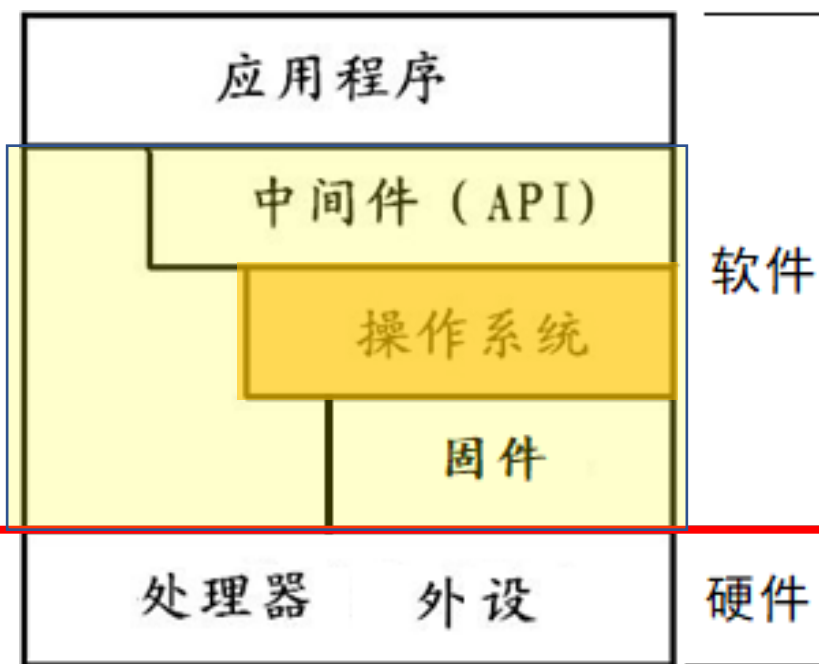 应用程序
中间件 (API)
软件
操作系统
固件
处理器 外设
硬件